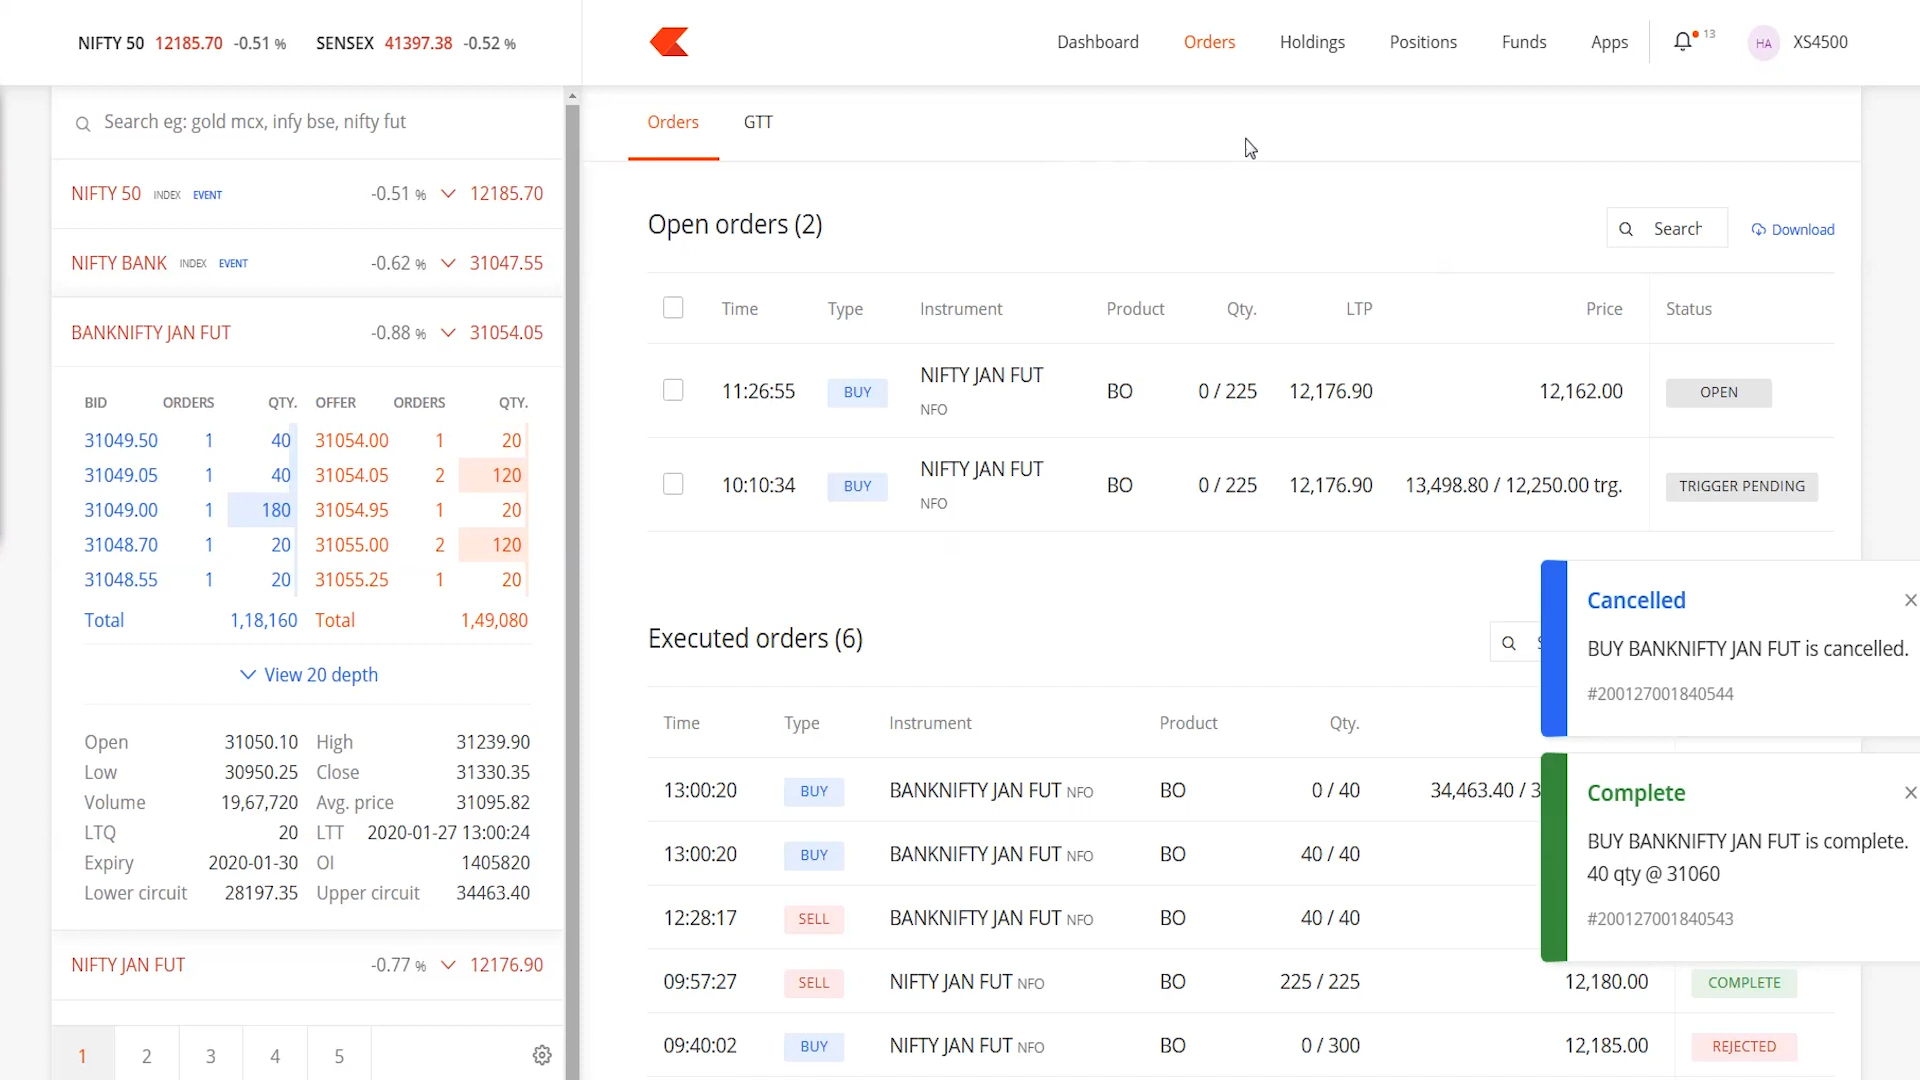 NIFTY 50 12185.70 -0.51 % SENSEX 41397.38 -0.52 %
Dashboard Orders Holdings Positions Funds Apps 13 HA XS4500
Search eg: gold mcx, infy bse, nifty fut
NIFTY 50 INDEX EVENT -0.51 % 12185.70
NIFTY BANK INDEX EVENT -0.62 % 31047.55
BANKNIFTY JAN FUT -0.88 % 31054.05
BID ORDERS QTY. OFFER ORDERS QTY.
31049.50 1 40 31054.00 1 20
31049.05 1 40 31054.05 2 120
31049.00 1 180 31054.95 1 20
31048.70 1 20 31055.00 2 120
31048.55 1 20 31055.25 1 20
Total 1,18,160 Total 1,49,080
View 20 depth
Open 31050.10 High 31239.90
Low 30950.25 Close 31330.35
Volume 19,67,720 Avg. price 31095.82
LTQ 20 LTT 2020-01-27 13:00:24
Expiry 2020-01-30 OI 1405820
Lower circuit 28197.35 Upper circuit 34463.40
NIFTY JAN FUT -0.77 % 12176.90
1 2 3 4 5
Orders GTT
Open orders (2) Search Download
Time Type Instrument Product Qty. LTP Price Status
11:26:55 BUY NIFTY JAN FUT NFO BO 0 / 225 12,176.90 12,162.00 OPEN
10:10:34 BUY NIFTY JAN FUT NFO BO 0 / 225 12,176.90 13,498.80 / 12,250.00 trg. TRIGGER PENDING
Executed orders (6)
Time Type Instrument Product Qty.
13:00:20 BUY BANKNIFTY JAN FUT NFO BO 0 / 40 34,463.40 / 3
13:00:20 BUY BANKNIFTY JAN FUT NFO BO 40 / 40
12:28:17 SELL BANKNIFTY JAN FUT NFO BO 40 / 40
09:57:27 SELL NIFTY JAN FUT NFO BO 225 / 225 12,180.00 COMPLETE
09:40:02 BUY NIFTY JAN FUT NFO BO 0 / 300 12,185.00 REJECTED
Cancelled
BUY BANKNIFTY JAN FUT is cancelled.
#200127001840544
Complete
BUY BANKNIFTY JAN FUT is complete.
40 qty @ 31060
#200127001840543